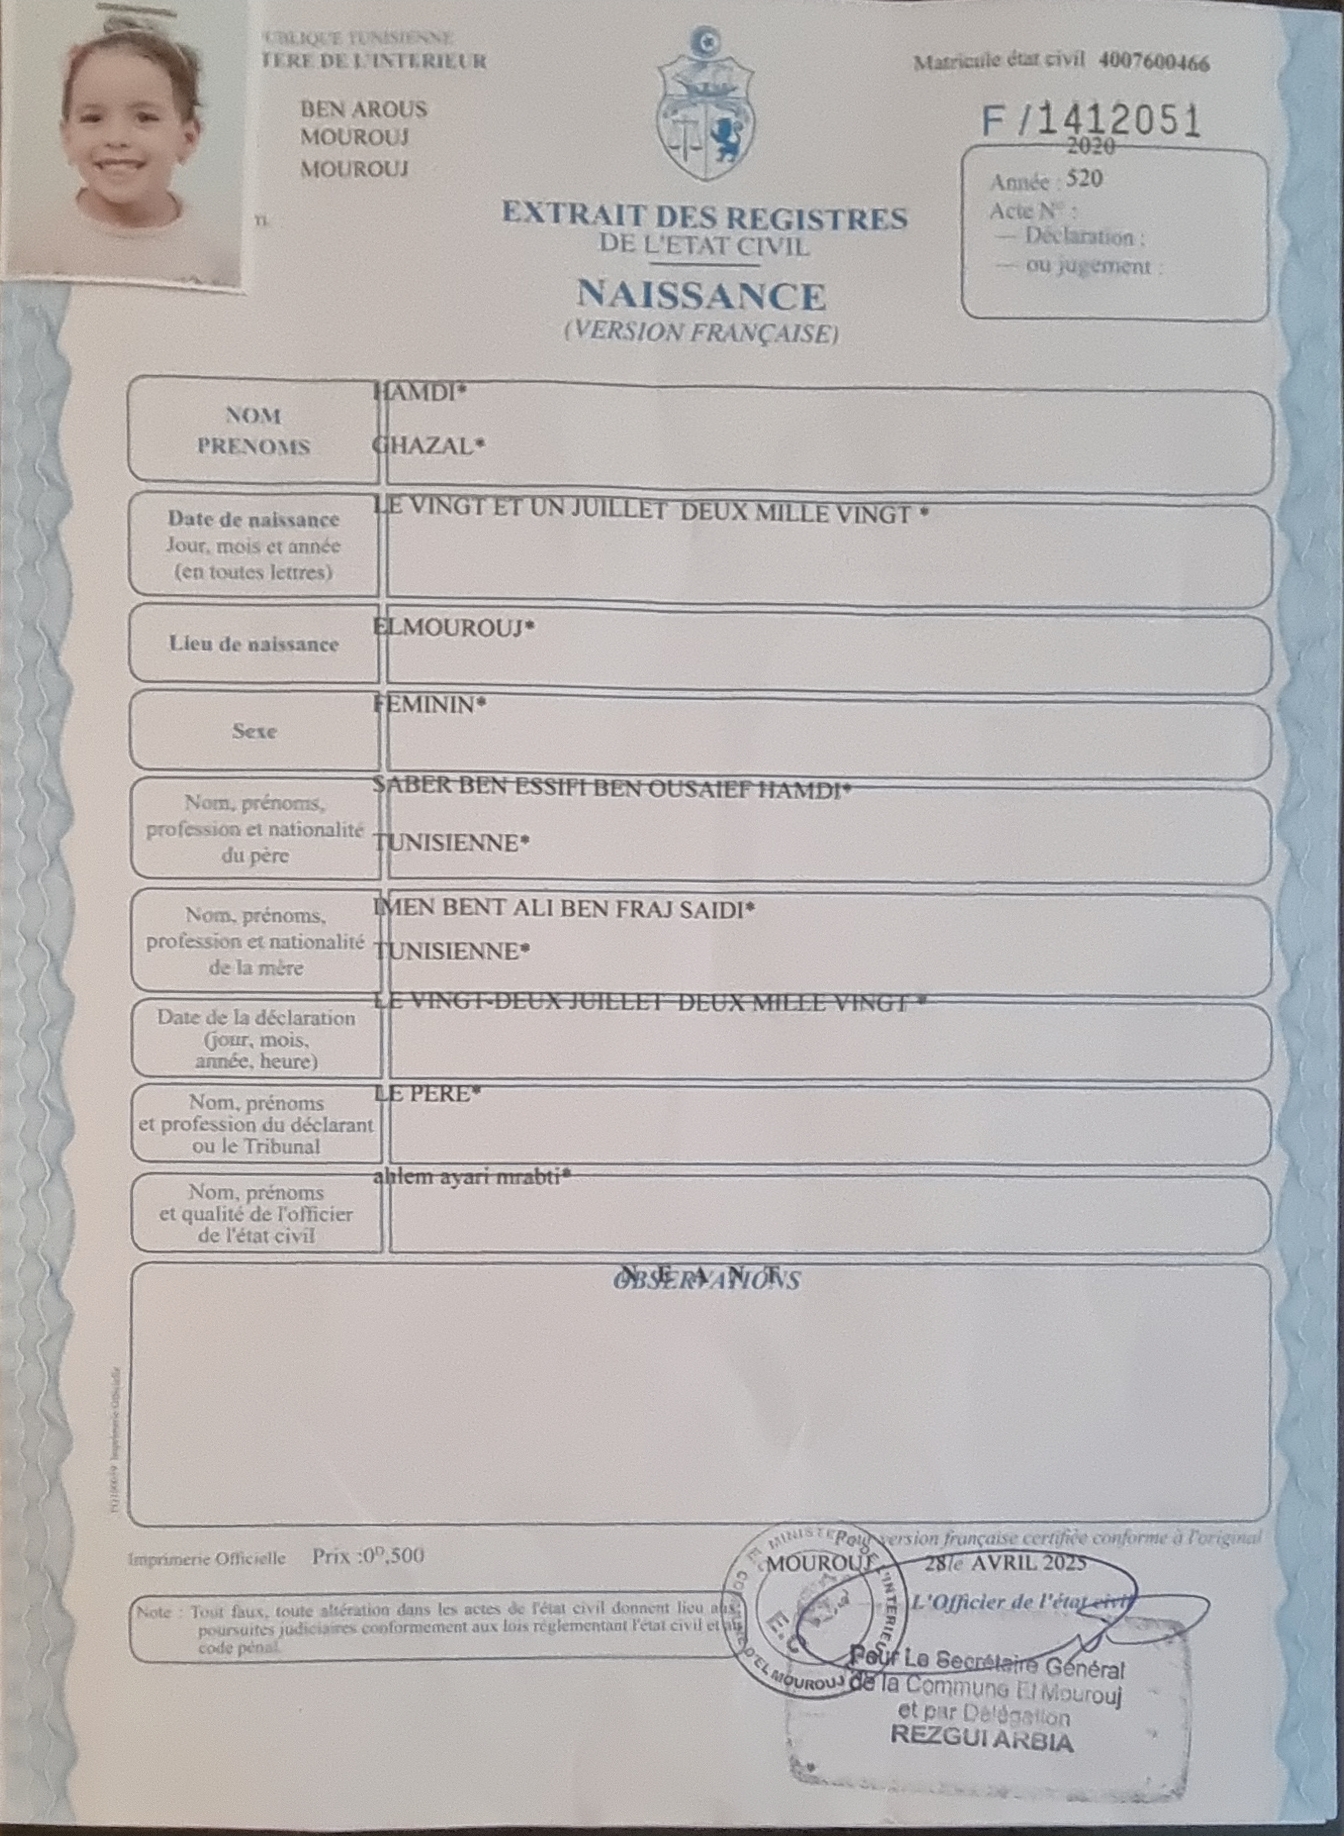 UBLIQUE TUNISIENNE
TERE DE L'INTERIEUR
BEN AROUS
MOUROUJ
MOUROUJ
Matricule état civil 4007600466
F /1412051
2020
Année : 520
Acte N° :
— Déclaration :
— ou jugement :
EXTRAIT DES REGISTRES
DE L'ETAT CIVIL
NAISSANCE
(VERSION FRANÇAISE)
NOM
PRENOMS
HAMDI*
GHAZAL*
Date de naissance
Jour, mois et année
(en toutes lettres)
LE VINGT ET UN JUILLET DEUX MILLE VINGT *
Lieu de naissance
ELMOUROUJ*
Sexe
FEMININ*
Nom, prénoms,
profession et nationalité
du père
SABER BEN ESSIFI BEN OUSAIEF HAMDI*
TUNISIENNE*
Nom, prénoms,
profession et nationalité
de la mère
IMEN BENT ALI BEN FRAJ SAIDI*
TUNISIENNE*
Date de la déclaration
(jour, mois,
année, heure)
LE VINGT-DEUX JUILLET DEUX MILLE VINGT *
Nom, prénoms
et profession du déclarant
ou le Tribunal
LE PERE*
Nom, prénoms
et qualité de l'officier
de l'état civil
ahlem ayari mrabti*
OBSERVATIONS
N E A N T
Imprimerie Officielle
Imprimerie Officielle Prix :0D,500
Pour version française certifiée conforme à l'original
MOUROUJ 28 le AVRIL 2025
L'Officier de l'état civil
Note : Tout faux, toute altération dans les actes de l'état civil donnent lieu aux
poursuites judiciaires conformement aux lois réglementant l'état civil et au
code pénal.
MINISTERE DE L'INTERIEUR
D'EL MOUROUJ
E.C
Pour Le Secrétaire Général
de la Commune El Mourouj
et par Délégation
REZGUI ARBIA